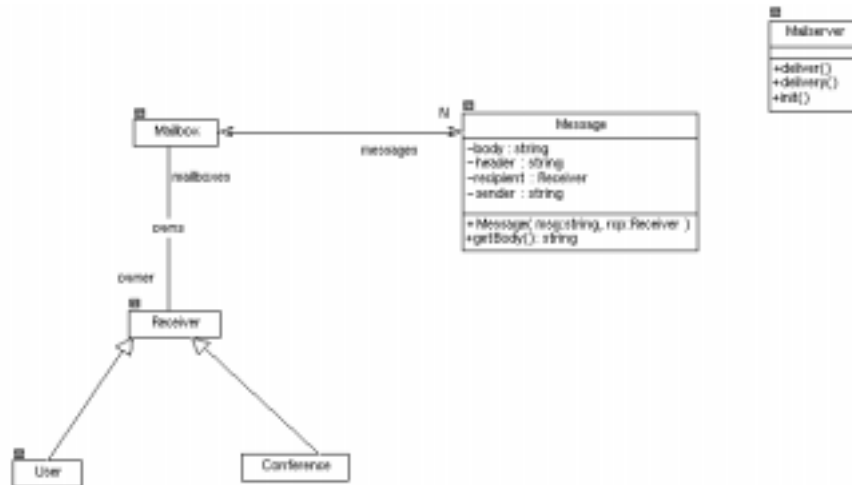 Mailserver
+deliver()
+delivery()
+init()
N
Message
Mailbox
messages
-body : string
-header : string
-recipient : Receiver
-sender : string
mailboxes
+ Message( msg:string, rsp:Receiver )
+getBody(): string
owns
owner
Receiver
User
Conference